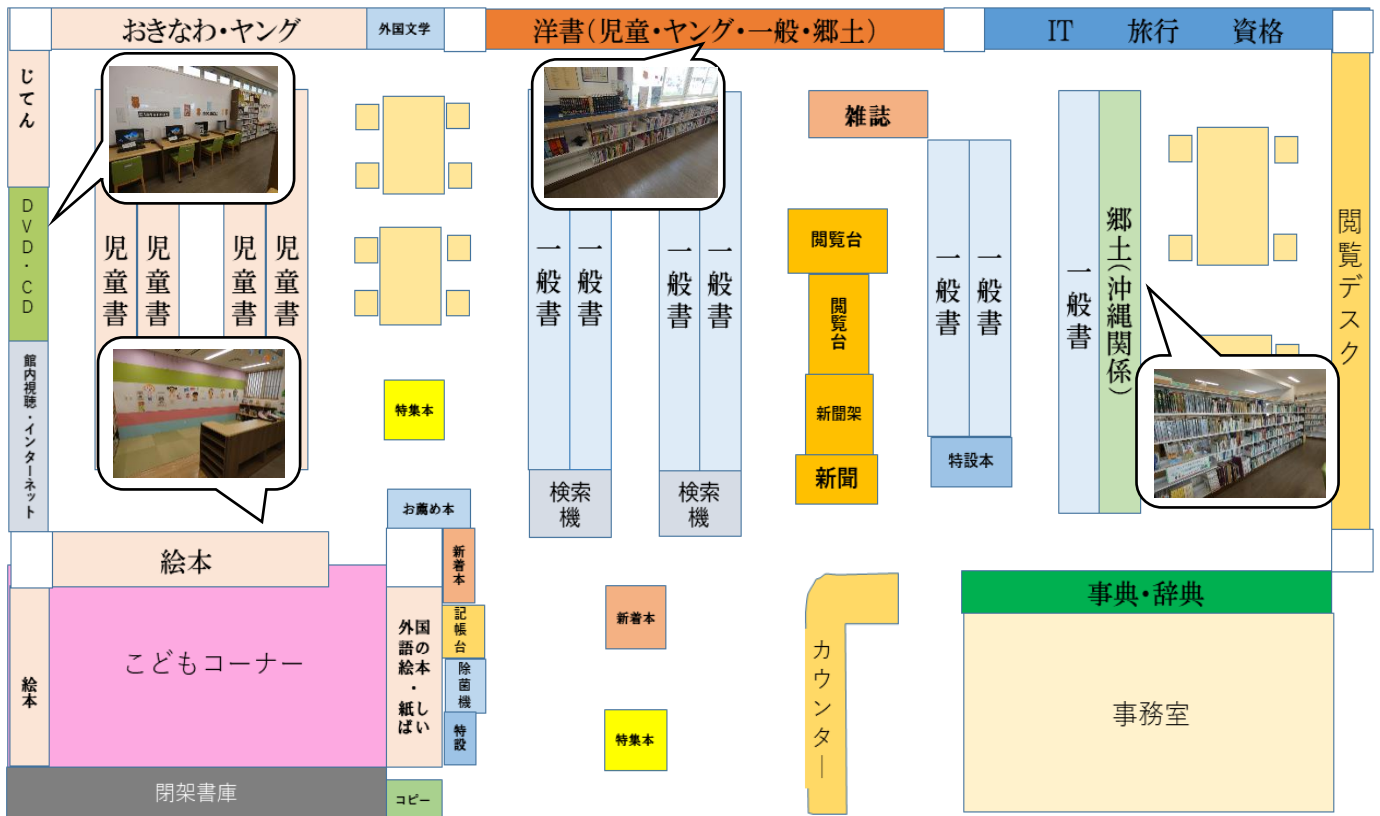 おきなわ・ヤング
外国文学
洋書(児童・ヤング・一般・郷土)
IT 旅行 資格
じてん
DVD・CD
館内視聴・インターネット
児童書
児童書
児童書
児童書
特集本
お薦め本
一般書
一般書
一般書
一般書
検索機
検索機
雑誌
閲覧台
閲覧台
新聞架
新聞
一般書
一般書
特設本
一般書
郷土(沖縄関係)
閲覧デスク
絵本
絵本
こどもコーナー
閉架書庫
外国語の絵本・紙しばい
新着本
記帳台
除菌機
特設
コピー
新着本
特集本
カウンター
事典・辞典
事務室